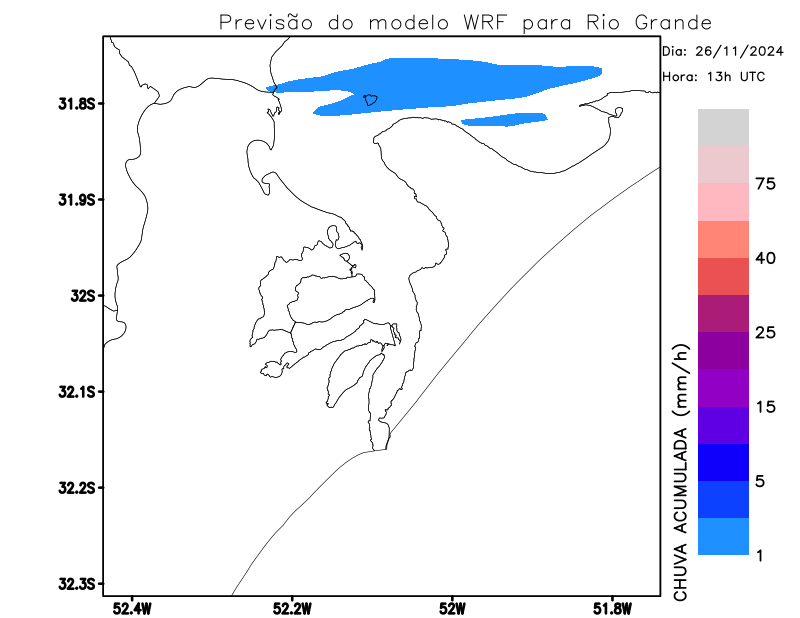 Previsão do modelo WRF para Rio Grande
Dia: 26/11/2024
Hora: 13h UTC
31.8S
31.9S
32S
32.1S
32.2S
32.3S
52.4W
52.2W
52W
51.8W
75
40
25
15
5
1
CHUVA ACUMULADA (mm/h)